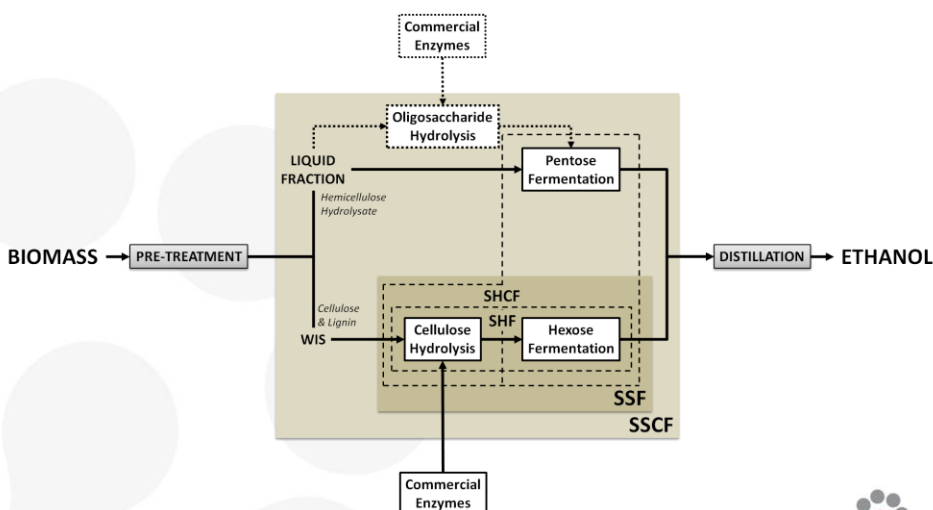 Commercial
Enzymes
Oligosaccharide
Hydrolysis
LIQUID
FRACTION
Pentose
Fermentation
Hemicellulose
Hydrolysate
BIOMASS
PRE-TREATMENT
DISTILLATION
ETHANOL
Cellulose
& Lignin
WIS
SHCF
SHF
Cellulose
Hydrolysis
Hexose
Fermentation
SSF
SSCF
Commercial
Enzymes